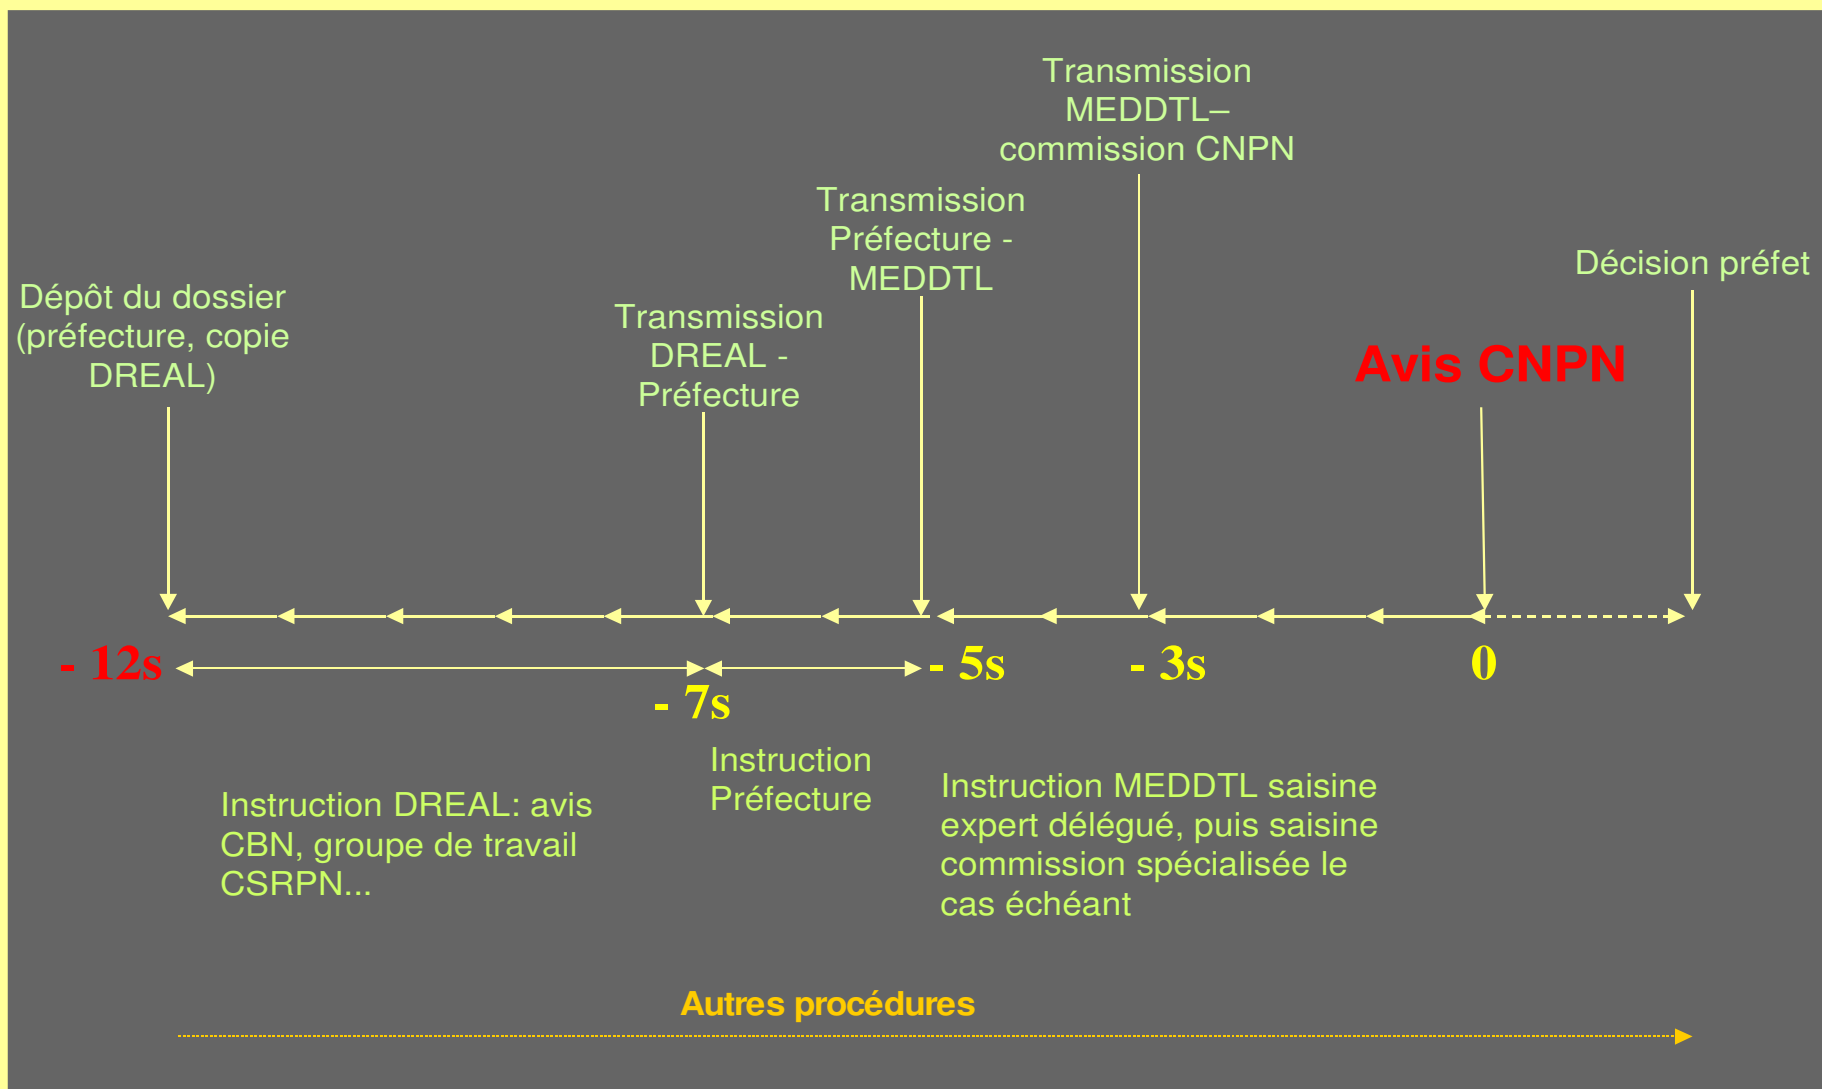 Transmission
MEDDTL–
commission CNPN
Transmission
Préfecture -
MEDDTL
Décision préfet
Dépôt du dossier
(préfecture, copie
DREAL)
Transmission
DREAL -
Préfecture
Avis CNPN
- 12s
- 7s
- 5s
- 3s
0
Instruction DREAL: avis
CBN, groupe de travail
CSRPN...
Instruction
Préfecture
Instruction MEDDTL saisine
expert délégué, puis saisine
commission spécialisée le
cas échéant
Autres procédures